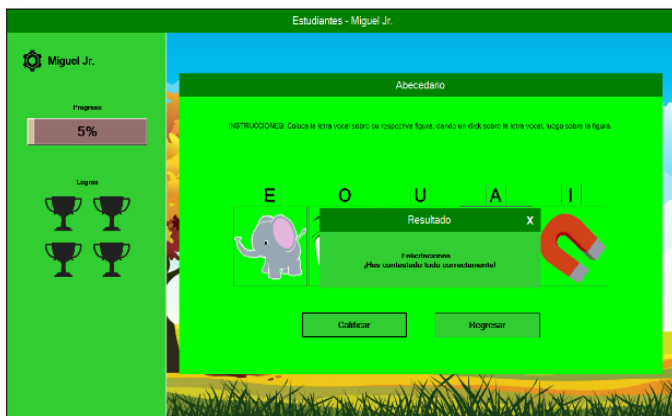 Estudiantes - Miguel Jr.
Miguel Jr.
Progreso
5%
Logros
Abecedario
INSTRUCCIONES: Coloca la letra vocal sobre su respectiva figura, dando un click sobre la letra vocal, luego sobre la figura.
E O U A I
Resultado X
Felicitaciones
¡Has contestado todo correctamente!
Calificar Regresar